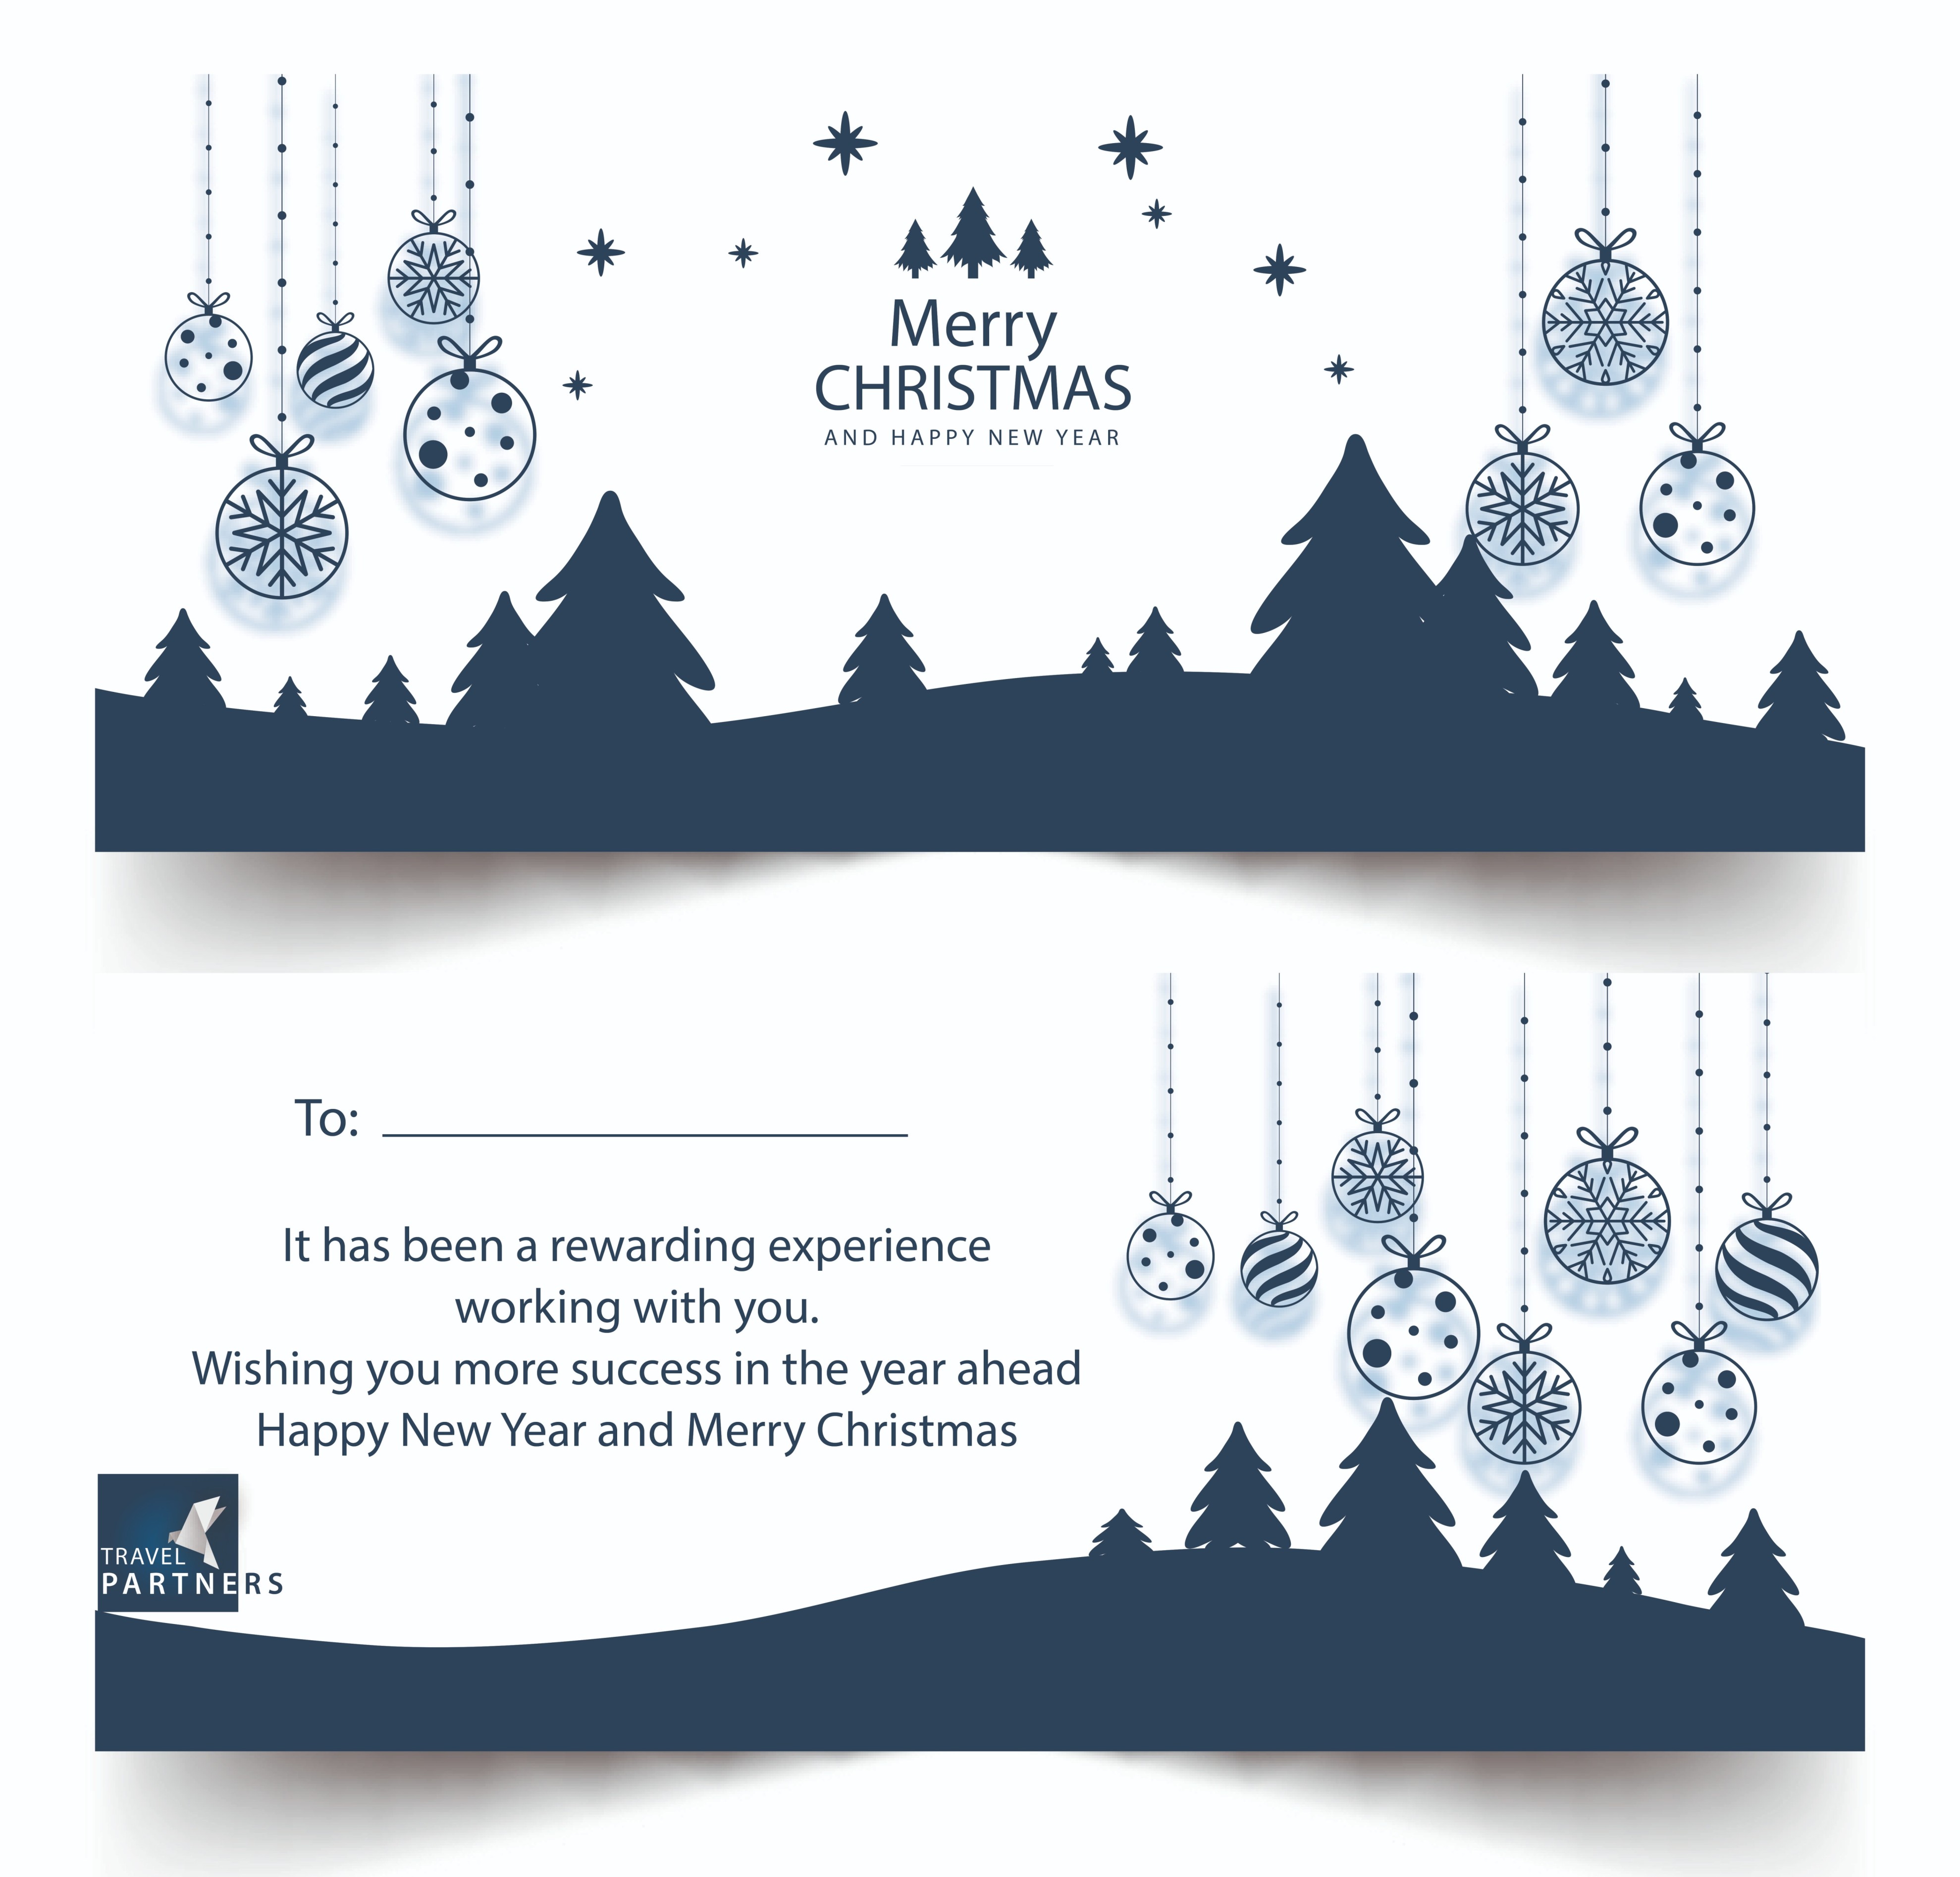 Merry
CHRISTMAS
AND HAPPY NEW YEAR
To:
It has been a rewarding experience
working with you.
Wishing you more success in the year ahead
Happy New Year and Merry Christmas
TRAVEL
PARTNERS